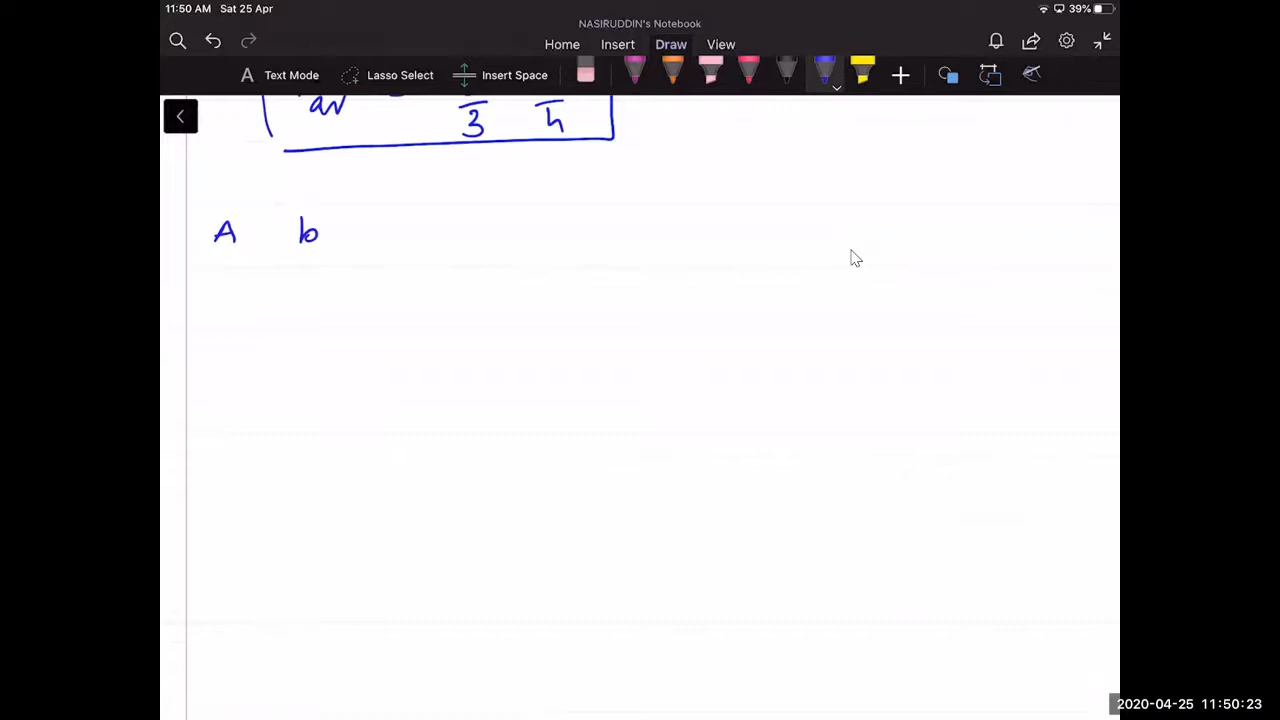 11:50 AM Sat 25 Apr
39%
NASIRUDDIN's Notebook
Home Insert Draw View
A Text Mode Lasso Select Insert Space
av
3 h
A b
2020-04-25 11:50:23